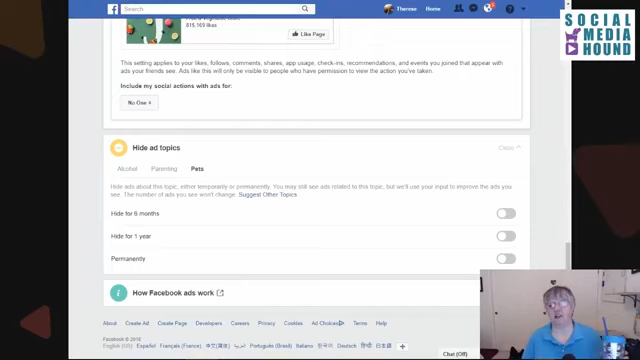 Search
Therese
Home
SOCIAL
MEDIA
HOUND
815,169 likes
Like Page
This setting applies to your likes, follows, comments, shares, app usage, check-ins, recommendations, and events you joined that appear with
ads your friends see. Ads like this will only be visible to people who have permission to view the action you've taken.
Include my social actions with ads for:
No One
Hide ad topics
Close
Alcohol Parenting Pets
Hide ads about this topic, either temporarily or permanently. You may still see ads related to this topic, but we'll use your input to improve the ads you
see. The number of ads you see won't change. Suggest Other Topics
Hide for 6 months
Hide for 1 year
Permanently
How Facebook ads work
About Create Ad Create Page Developers Careers Privacy Cookies Ad Choices Terms Help
Facebook ©
English (US) Español Français (France) 中文(简体) العربية Português (Brasil) Italiano 한국어 Deutsch हिन्दी 日本語
Chat (Off)